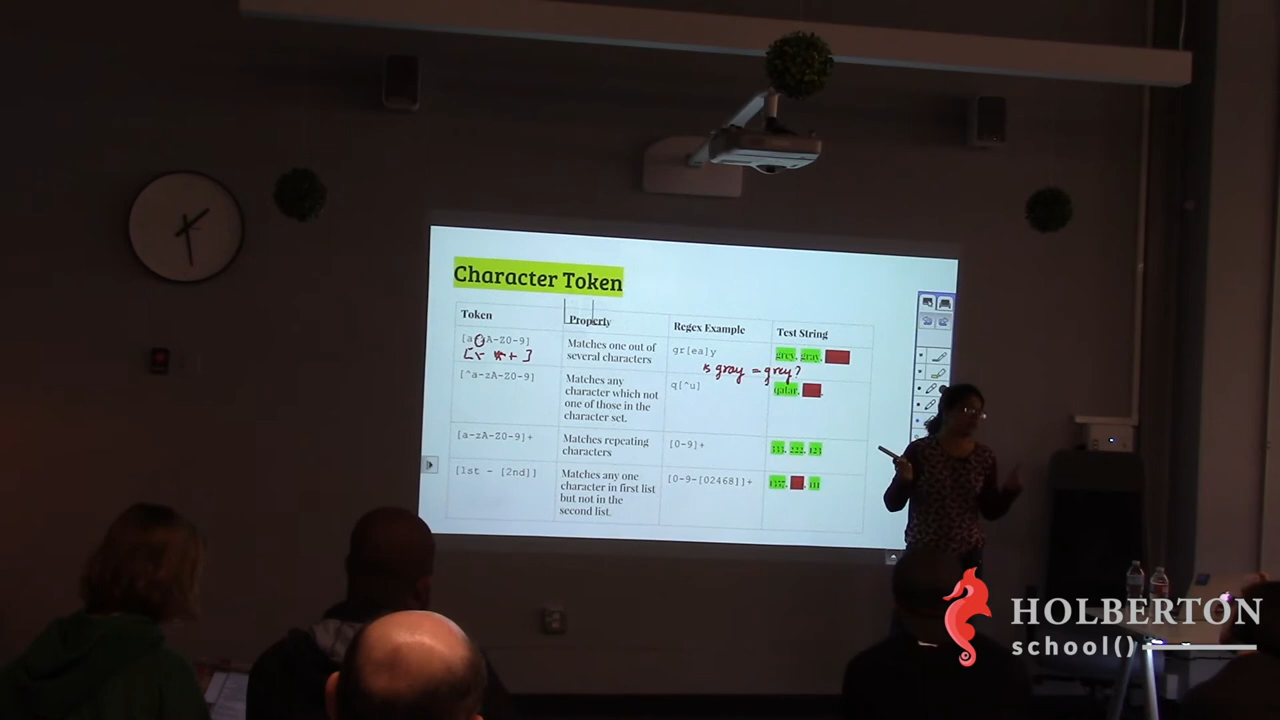 Character Token
Token
Property
Regex Example
Test String
[a-zA-Z0-9]
Matches one out of
several characters
gr[ea]y
grey, gray,
is gray = grey?
[^a-zA-Z0-9]
Matches any
character which not
one of those in the
character set.
q[^u]
qatar,
[a-zA-Z0-9]+
Matches repeating
characters
[0-9]+
333, 222, 123
[1st - [2nd]]
Matches any one
character in first list
but not in the
second list.
[0-9-[02468]]+
111
HOLBERTON
school()